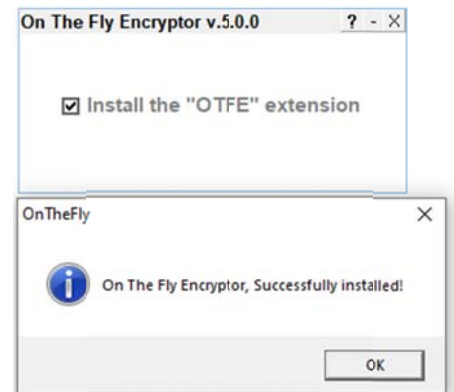 On The Fly Encryptor v.5.0.0 ? - X
Install the "OTFE" extension
OnTheFly
On The Fly Encryptor, Successfully installed!
OK